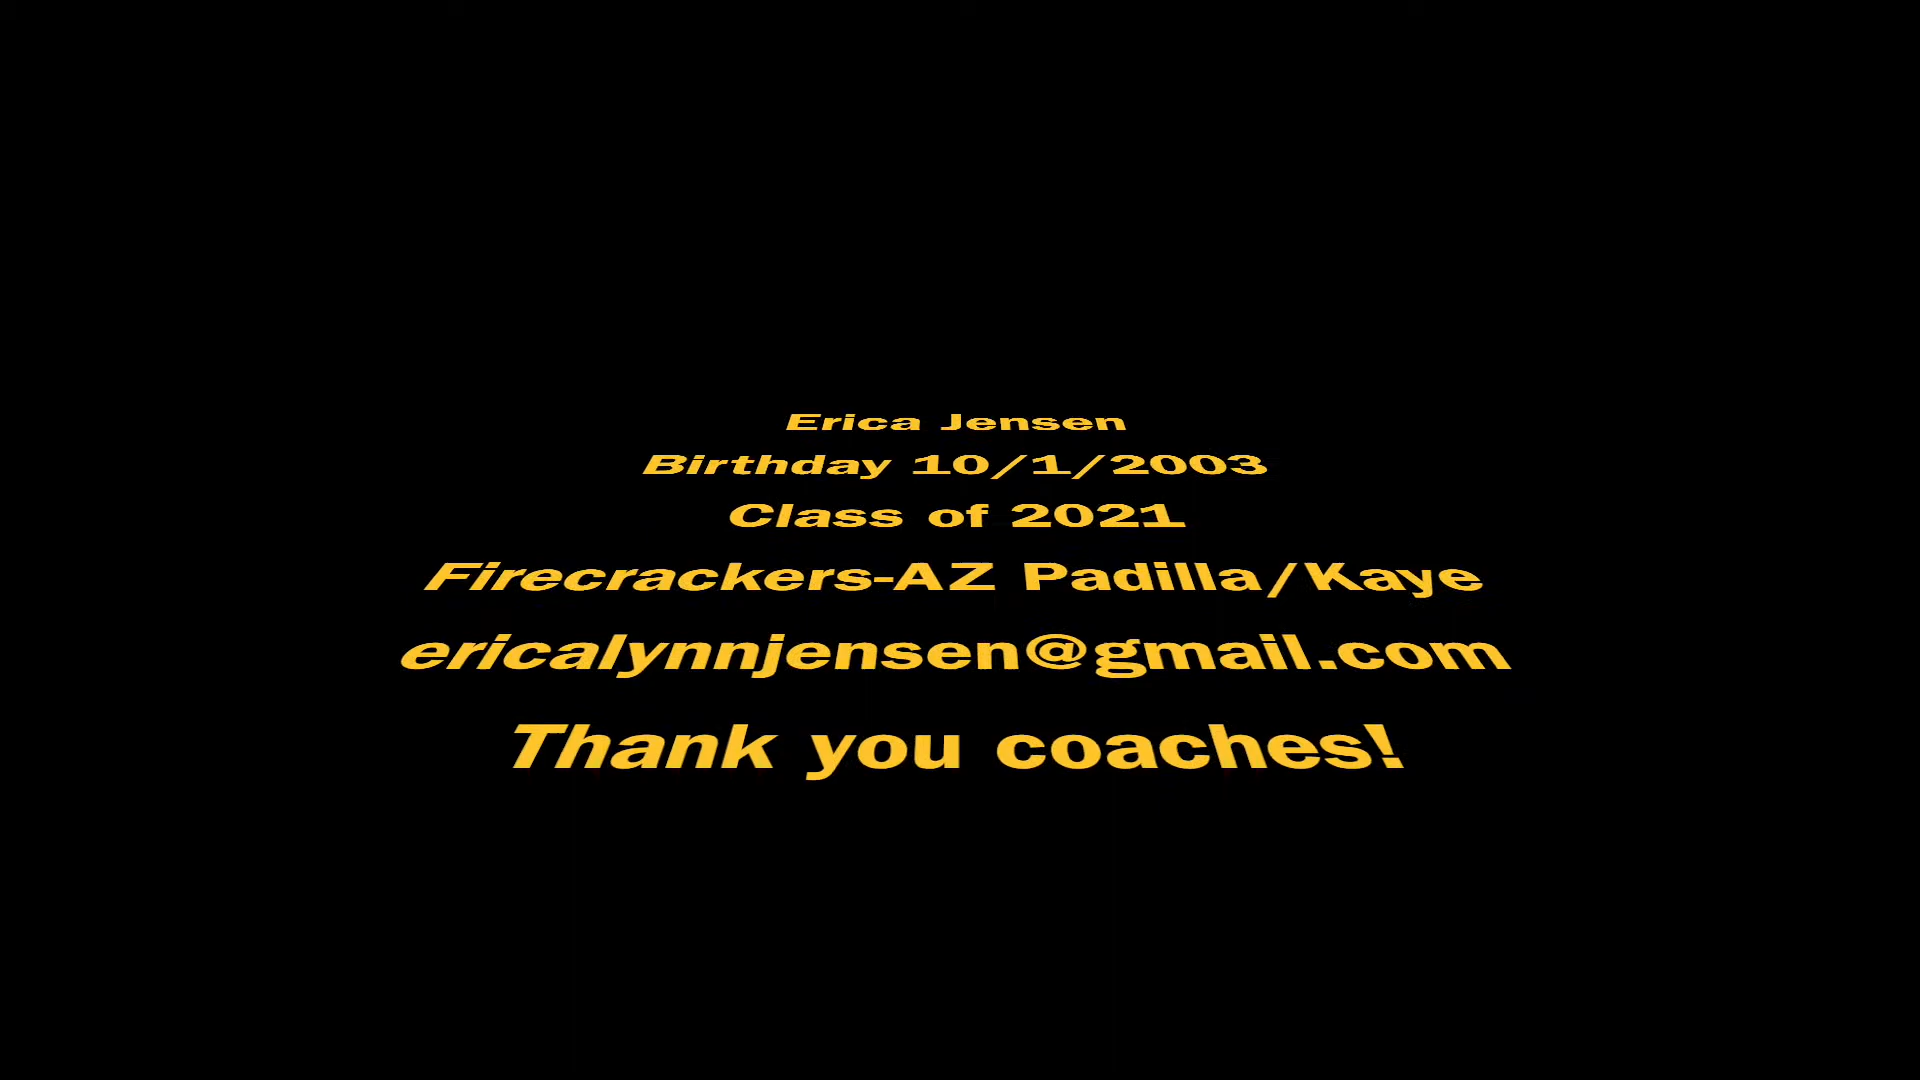 Erica Jensen
Birthday 10/1/2003
Class of 2021
Firecrackers-AZ Padilla/Kaye
ericalynnjensen@gmail.com
Thank you coaches!